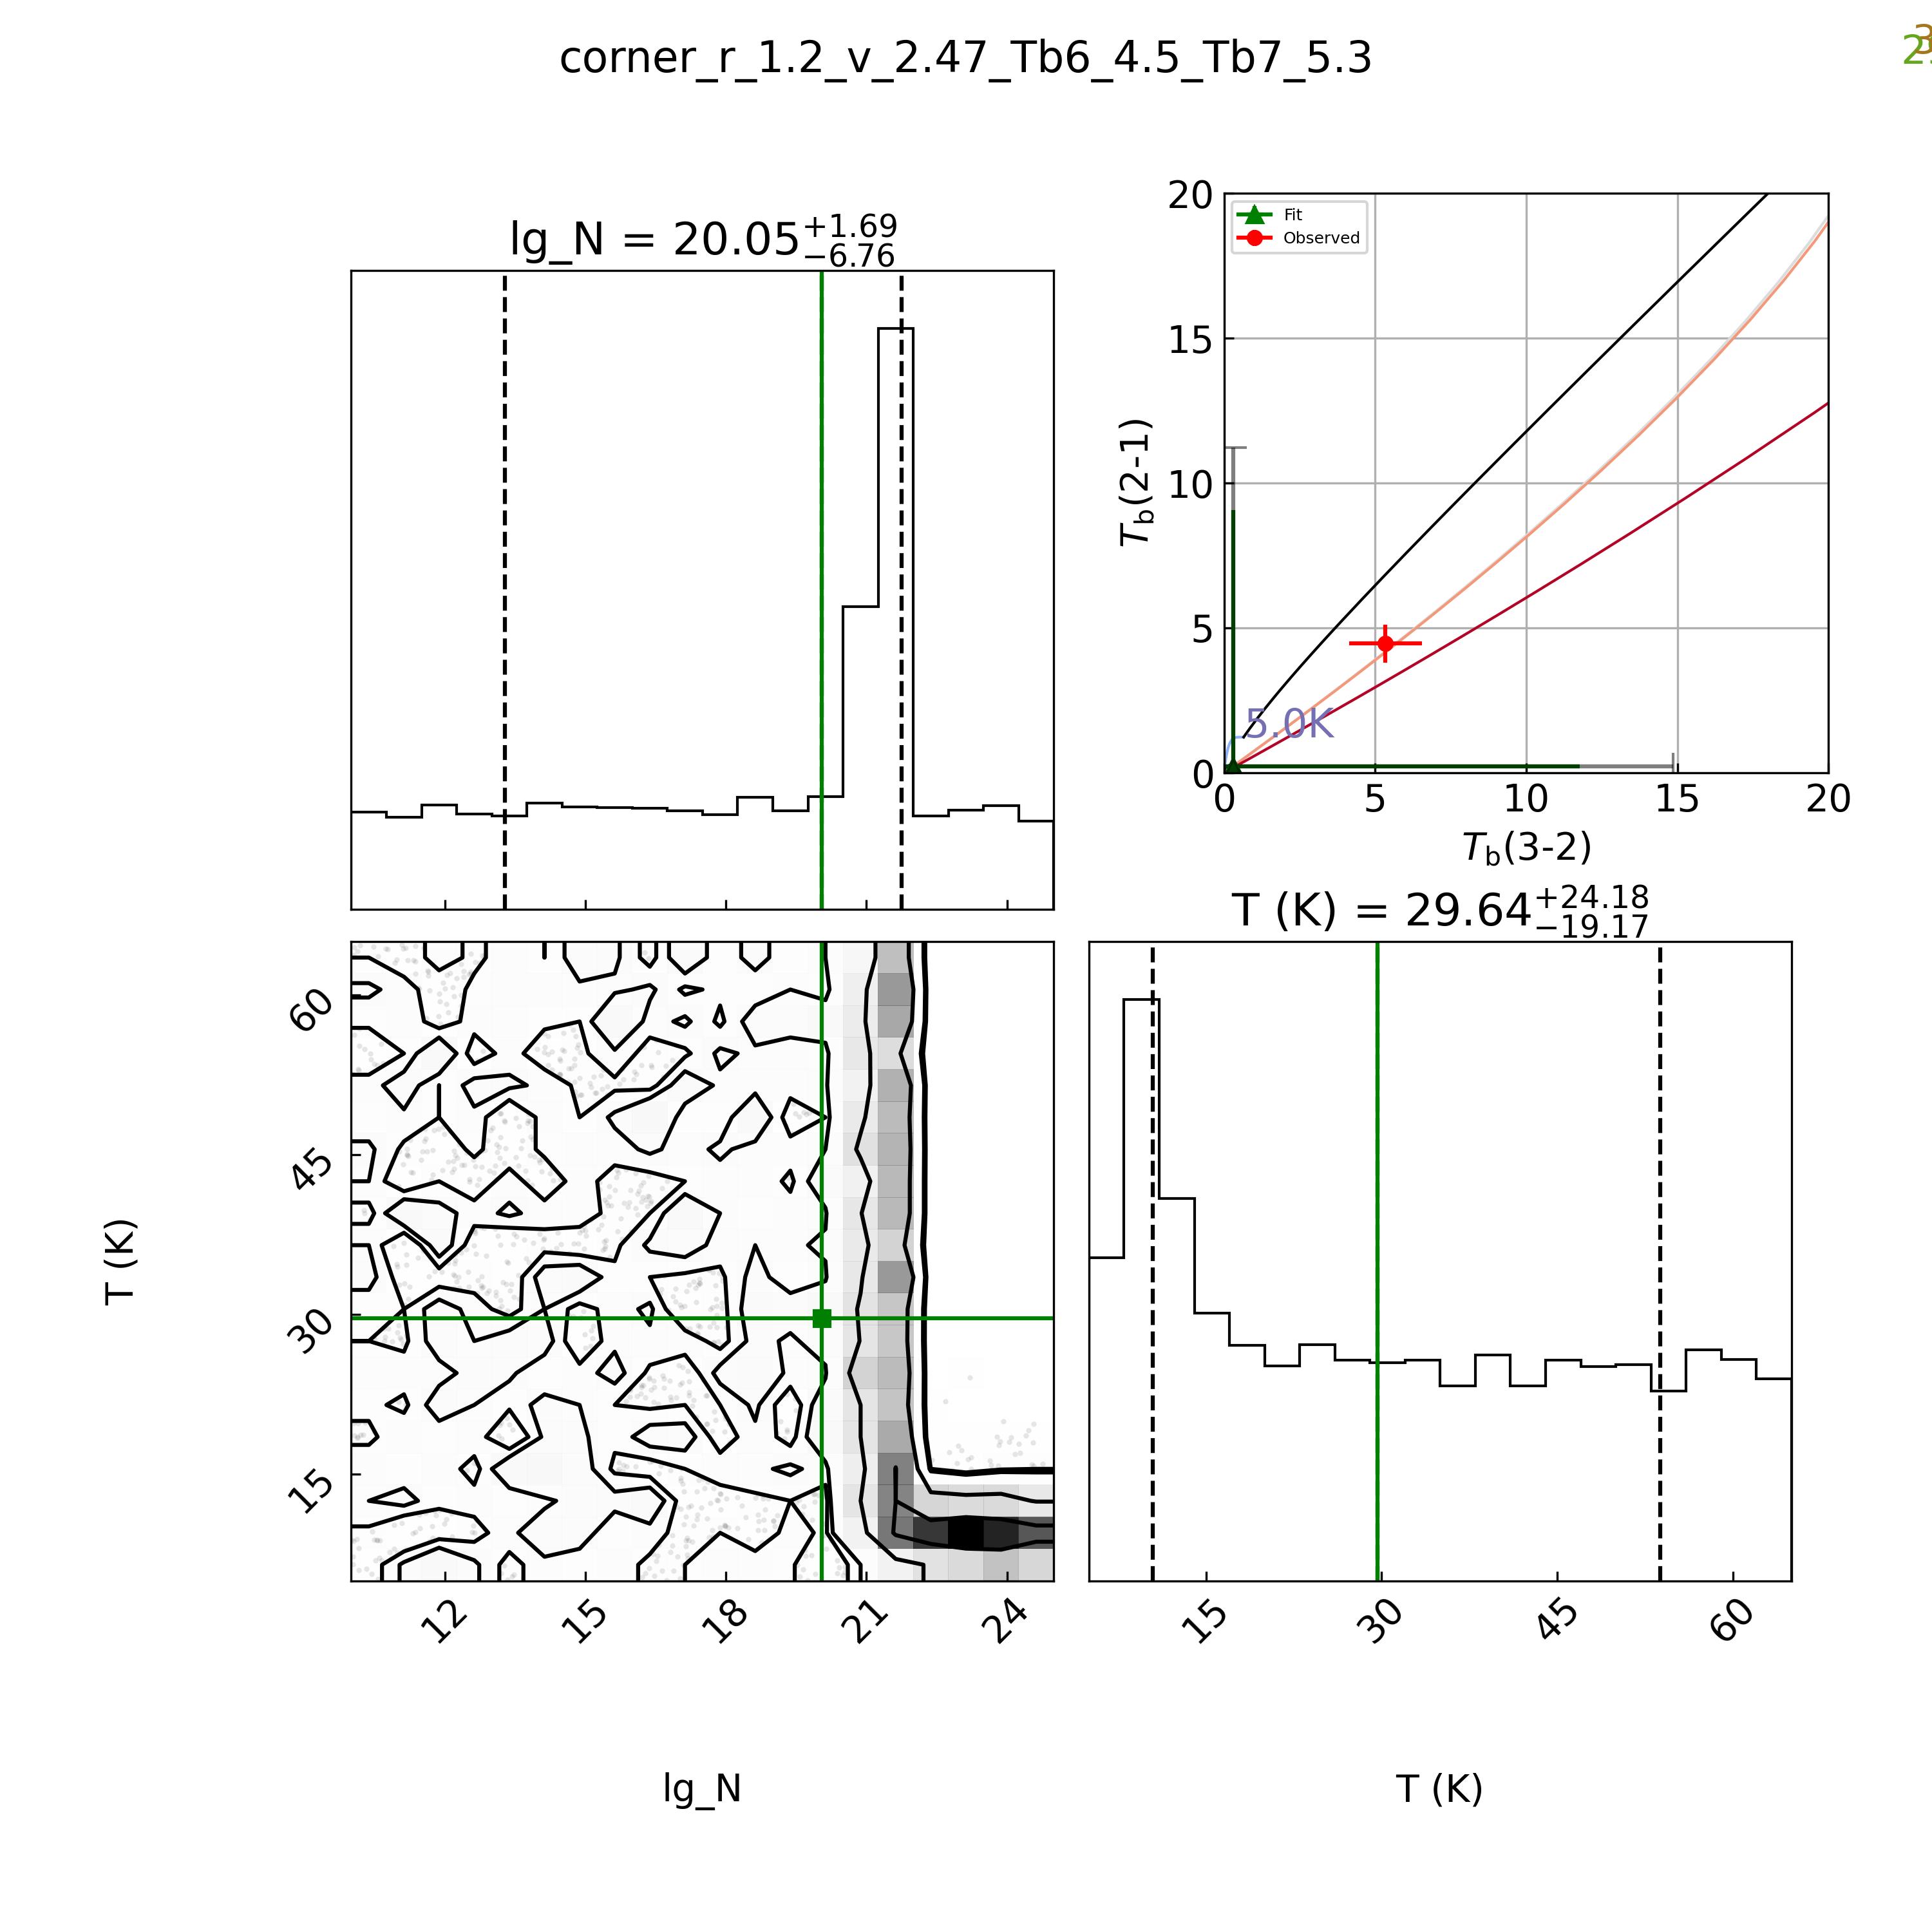 corner_r_1.2_v_2.47_Tb6_4.5_Tb7_5.3
lg_N = 20.05 +1.69 −6.76
20
15
10
5
0
Fit
Observed
5.0K
Tb(2-1)
0 5 10 15 20
Tb(3-2)
T (K) = 29.64 +24.18 −19.17
60
45
30
15
T (K)
12 15 18 21 24
lg_N
15 30 45 60
T (K)